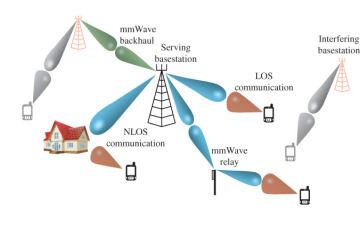 mmWave
backhaul
Serving
basestation
Interfering
basestation
LOS
communication
NLOS
communication
mmWave
relay